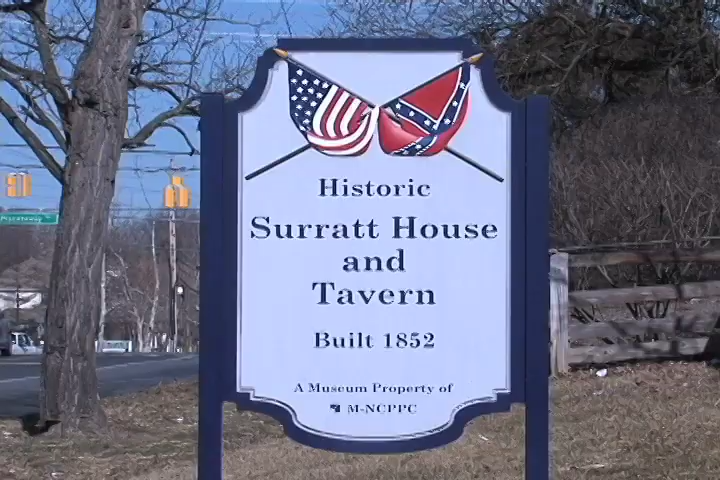 Historic
Surratt House
and
Tavern
Built 1852
A Museum Property of
M-NCPPC